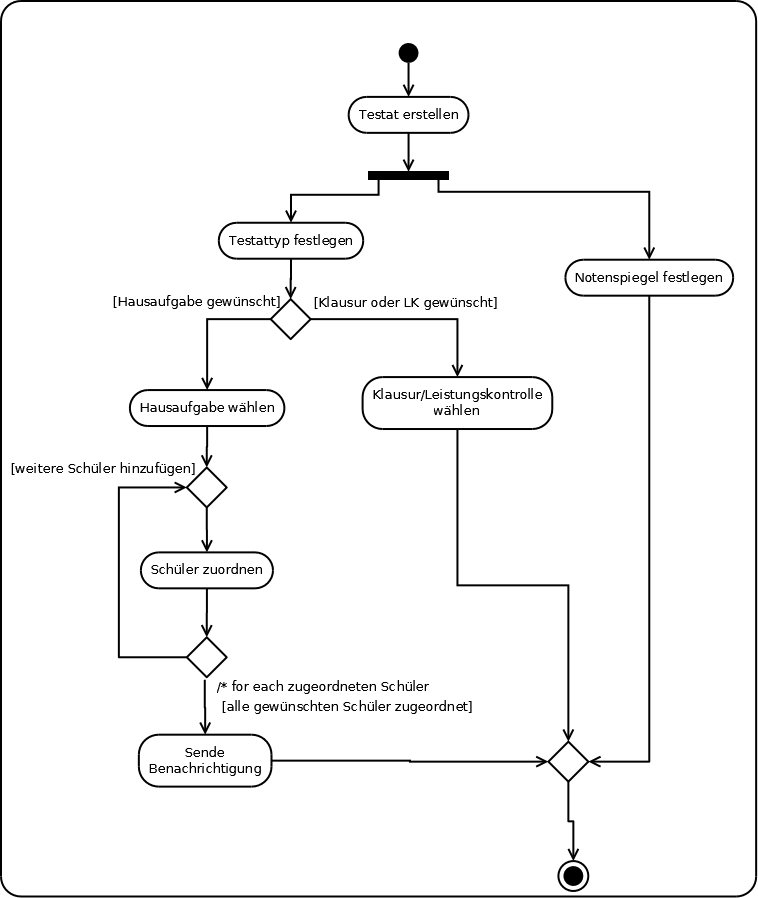 Testat erstellen
Testattyp festlegen
Notenspiegel festlegen
[Hausaufgabe gewünscht]
[Klausur oder LK gewünscht]
Hausaufgabe wählen
Klausur/Leistungskontrolle
wählen
[weitere Schüler hinzufügen]
Schüler zuordnen
/* for each zugeordneten Schüler
[alle gewünschten Schüler zugeordnet]
Sende
Benachrichtigung